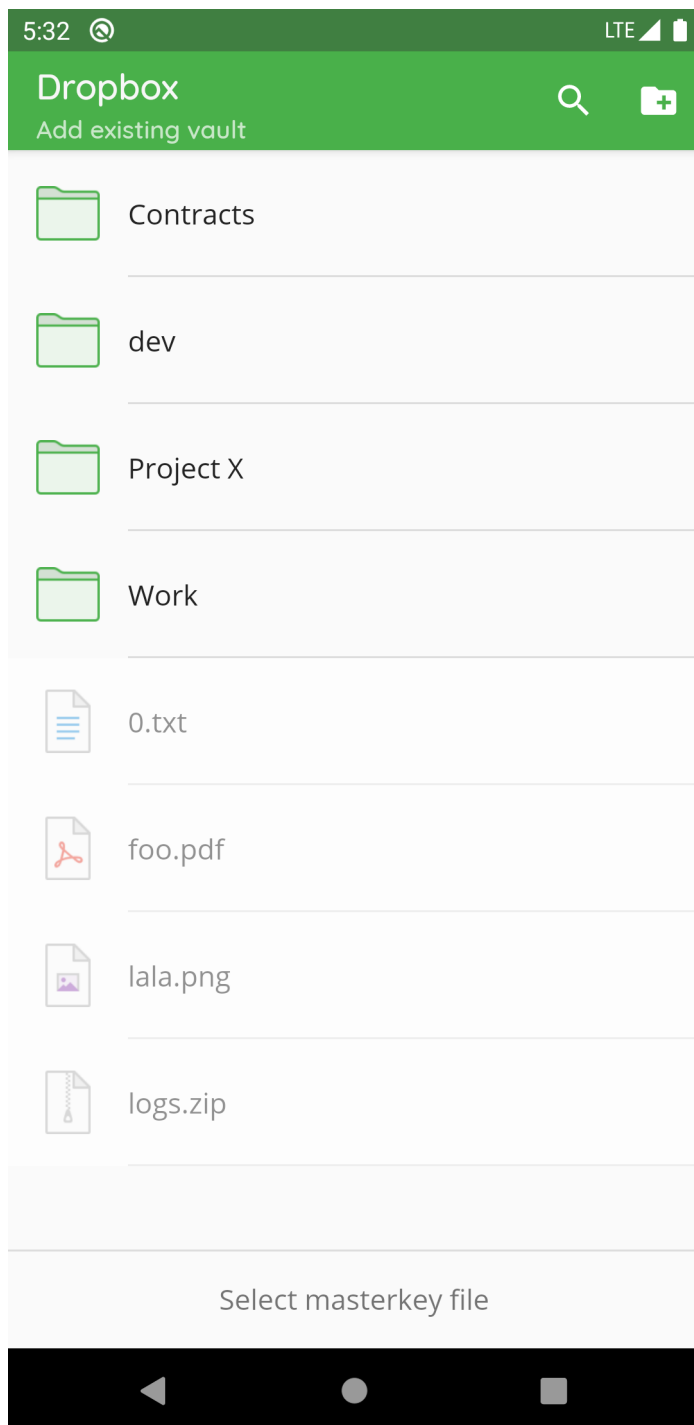 5:32
LTE
Dropbox
Add existing vault
Contracts
dev
Project X
Work
0.txt
foo.pdf
lala.png
logs.zip
Select masterkey file